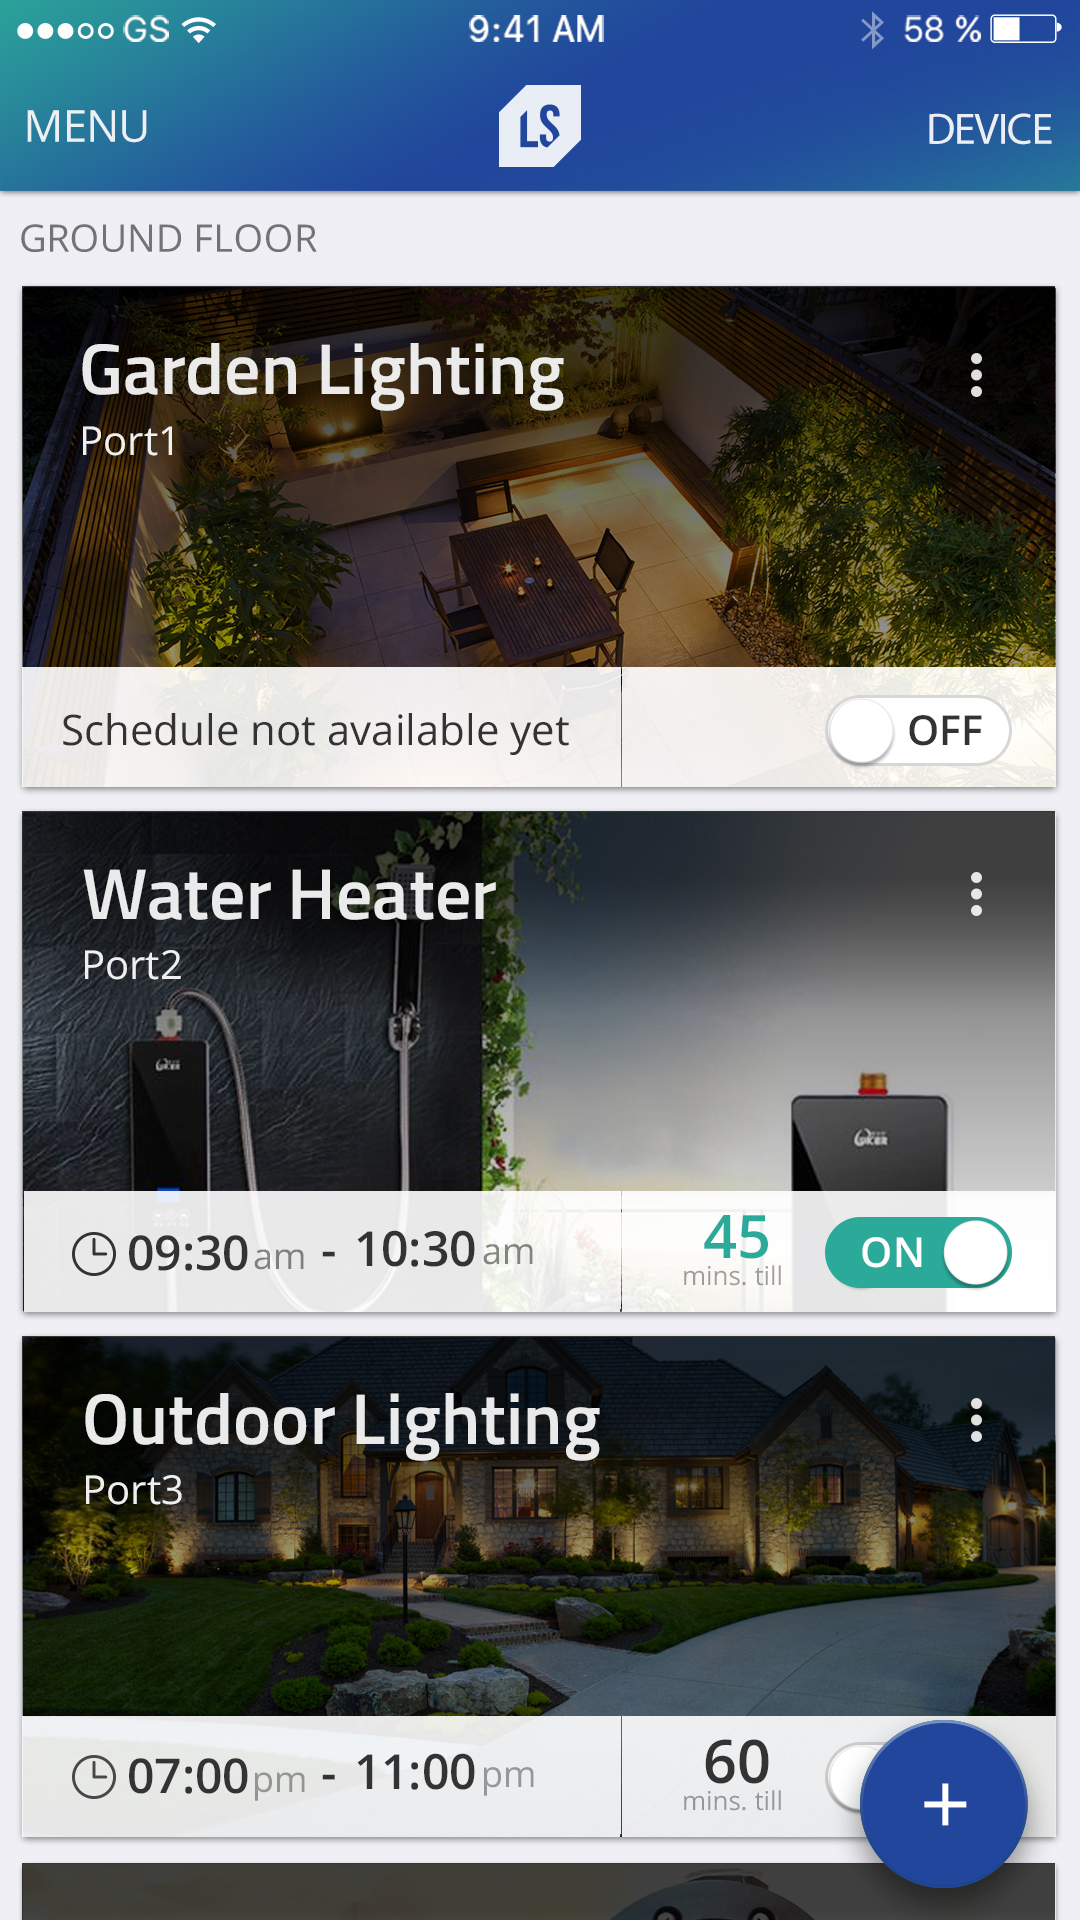 GS 9:41 AM 58 %
MENU LS DEVICE
GROUND FLOOR
Garden Lighting
Port1
Schedule not available yet OFF
Water Heater
Port2
09:30 am - 10:30 am 45 mins. till ON
Outdoor Lighting
Port3
07:00 pm - 11:00 pm 60 mins. till
+